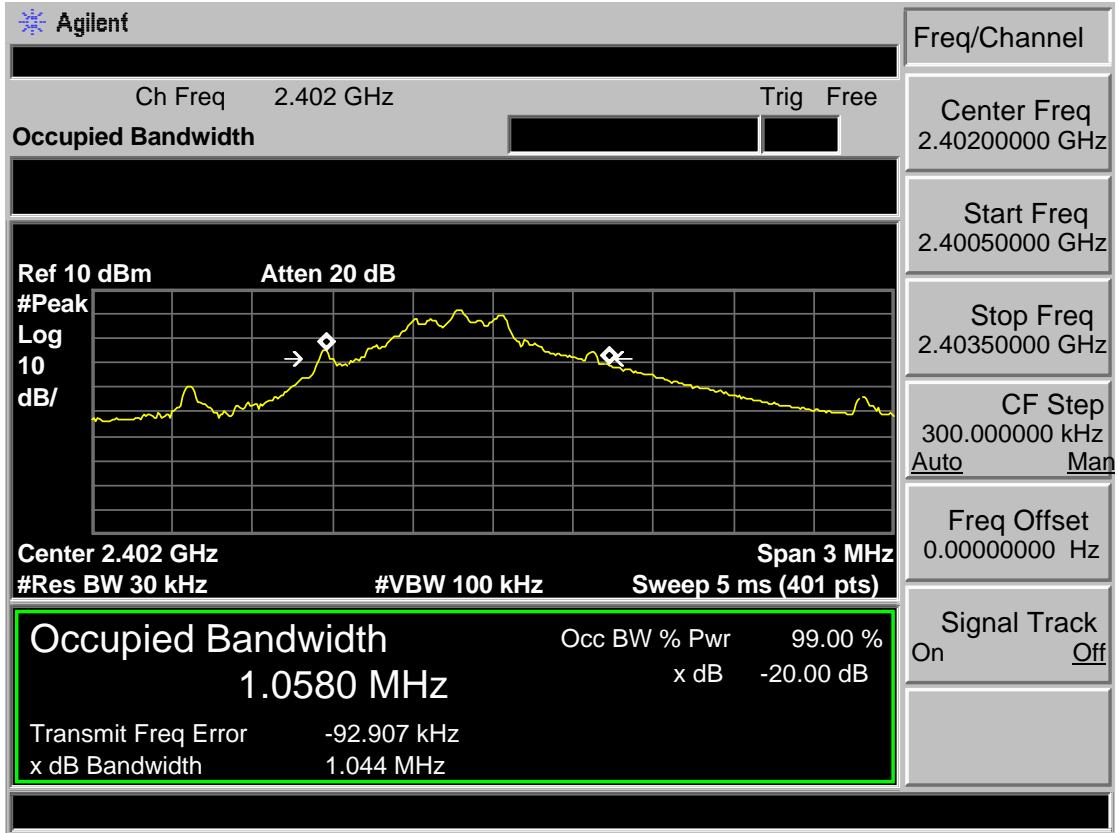 Agilent
Ch Freq 2.402 GHz Trig Free
Occupied Bandwidth
Ref 10 dBm Atten 20 dB
#Peak
Log
10
dB/
Center 2.402 GHz Span 3 MHz
#Res BW 30 kHz #VBW 100 kHz Sweep 5 ms (401 pts)
Occupied Bandwidth Occ BW % Pwr 99.00 %
1.0580 MHz x dB -20.00 dB
Transmit Freq Error -92.907 kHz
x dB Bandwidth 1.044 MHz
Freq/Channel
Center Freq
2.40200000 GHz
Start Freq
2.40050000 GHz
Stop Freq
2.40350000 GHz
CF Step
300.000000 kHz
Auto Man
Freq Offset
0.00000000 Hz
Signal Track
On Off